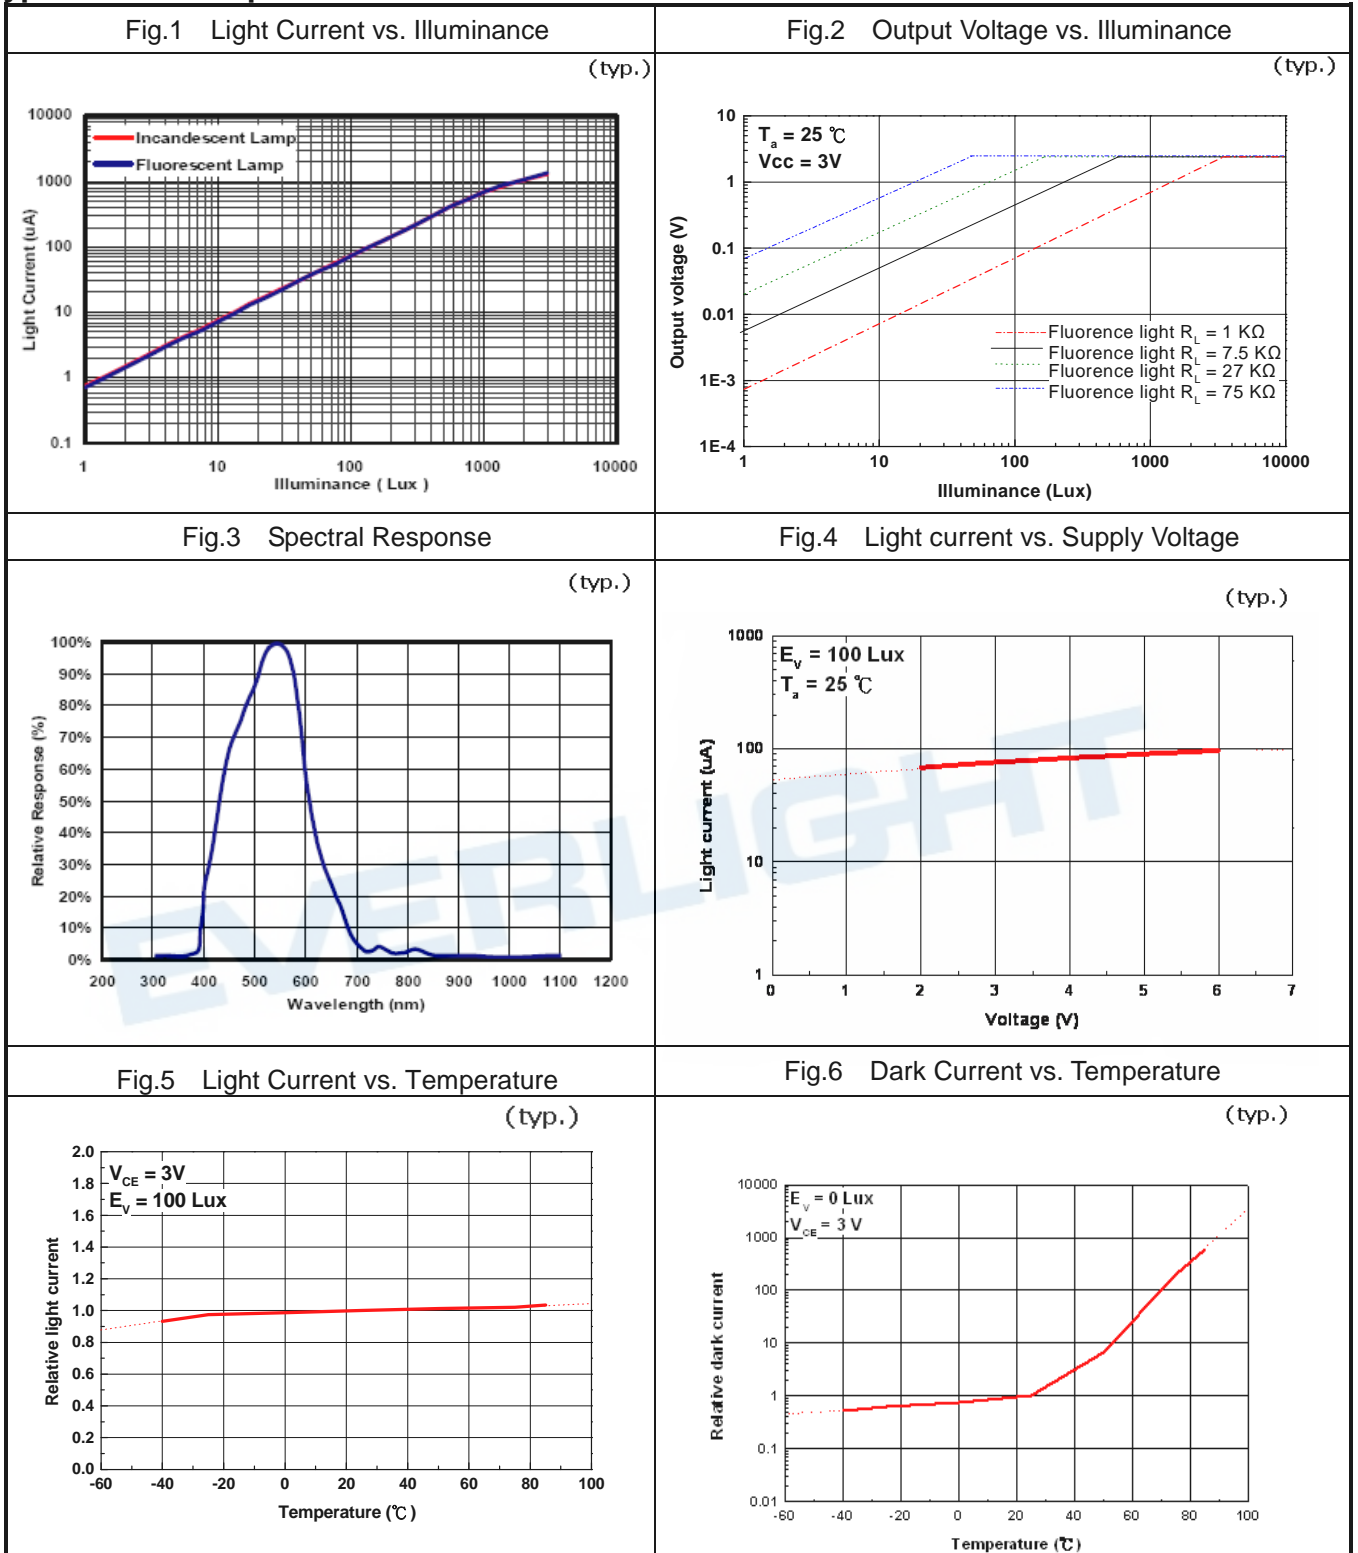 Fig.1 Light Current vs. Illuminance
(typ.)
10000
1000
100
10
1
0.1
Incandescent Lamp
Fluorescent Lamp
Light Current (uA)
1 10 100 1000 10000
Illuminance ( Lux )
Fig.2 Output Voltage vs. Illuminance
(typ.)
10
1
0.1
0.01
1E-3
1E-4
Ta = 25 ℃
Vcc = 3V
Output voltage (V)
Fluorence light RL = 1 KΩ
Fluorence light RL = 7.5 KΩ
Fluorence light RL = 27 KΩ
Fluorence light RL = 75 KΩ
1 10 100 1000 10000
Illuminance (Lux)
Fig.3 Spectral Response
(typ.)
100%
90%
80%
70%
60%
50%
40%
30%
20%
10%
0%
Relative Response (%)
200 300 400 500 600 700 800 900 1000 1100 1200
Wavelength (nm)
Fig.4 Light current vs. Supply Voltage
(typ.)
1000
100
10
1
Ev = 100 Lux
Ta = 25 ℃
Light current (uA)
0 1 2 3 4 5 6 7
Voltage (V)
EVERLIGHT
Fig.5 Light Current vs. Temperature
(typ.)
2.0
1.8
1.6
1.4
1.2
1.0
0.8
0.6
0.4
0.2
0.0
VCE = 3V
EV = 100 Lux
Relative light current
-60 -40 -20 0 20 40 60 80 100
Temperature (℃)
Fig.6 Dark Current vs. Temperature
(typ.)
10000
1000
100
10
1
0.1
0.01
Ev = 0 Lux
VCE = 3 V
Relative dark current
-60 -40 -20 0 20 40 60 80 100
Temperature (℃)